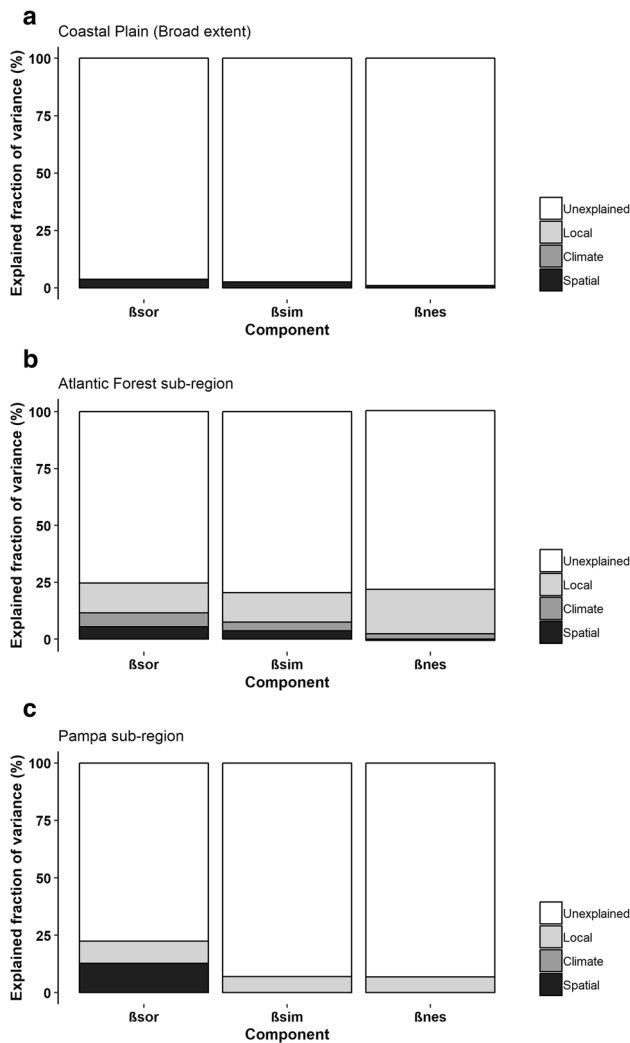 a
Coastal Plain (Broad extent)
Explained fraction of variance (%)
100
75
50
25
0
ßsor
ßsim
ßnes
Component
Unexplained
Local
Climate
Spatial
b
Atlantic Forest sub-region
Explained fraction of variance (%)
100
75
50
25
0
ßsor
ßsim
ßnes
Component
Unexplained
Local
Climate
Spatial
c
Pampa sub-region
Explained fraction of variance (%)
100
75
50
25
0
ßsor
ßsim
ßnes
Component
Unexplained
Local
Climate
Spatial